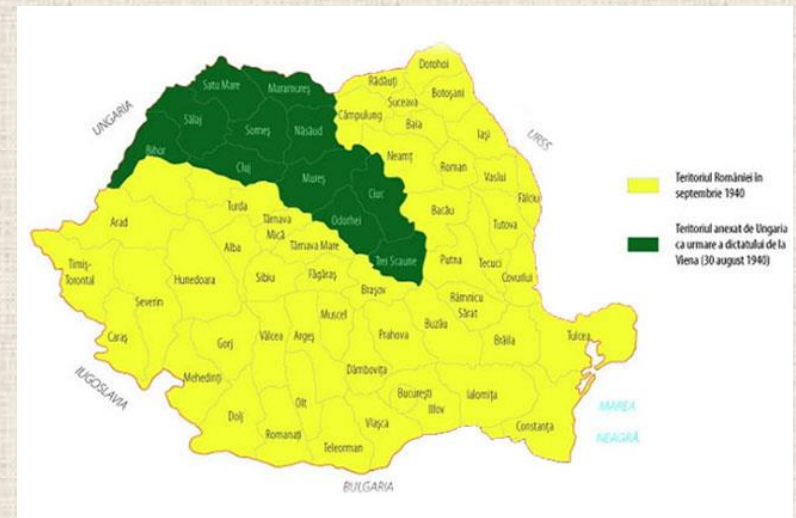 Dorohoi
Rădăuți
Botoșani
Suceava
Satu Mare
Muramureș
Câmpulung
Baia
UNGARIA
Sălaj
Someș
Năsăud
Iași
URSS
Neamț
Bihor
Roman
Vaslui
Cluj
Mureș
Ciuc
Fălciu
Turda
Odorhei
Bacău
Tutova
Arad
Târnava
Mică
Alba
Târnava Mare
Trei Scaune
Putna
Tecuci
Covurlui
Timiș-
Torontal
Hunedoara
Sibiu
Făgăraș
Brașov
Severin
Râmnicu
Sărat
Muscel
Buzău
Caraș
Gorj
Vâlcea
Argeș
Prahova
Brăila
Tulcea
IUGOSLAVIA
Mehedinți
Dâmbovița
București
Ilfov
Ialomița
Dolj
Olt
Vlașca
Constanța
Romanați
Teleorman
MAREA
NEAGRĂ
BULGARIA
Teritoriul României în
septembrie 1940
Teritoriul anexat de Ungaria
ca urmare a dictatului de la
Viena (30 august 1940)